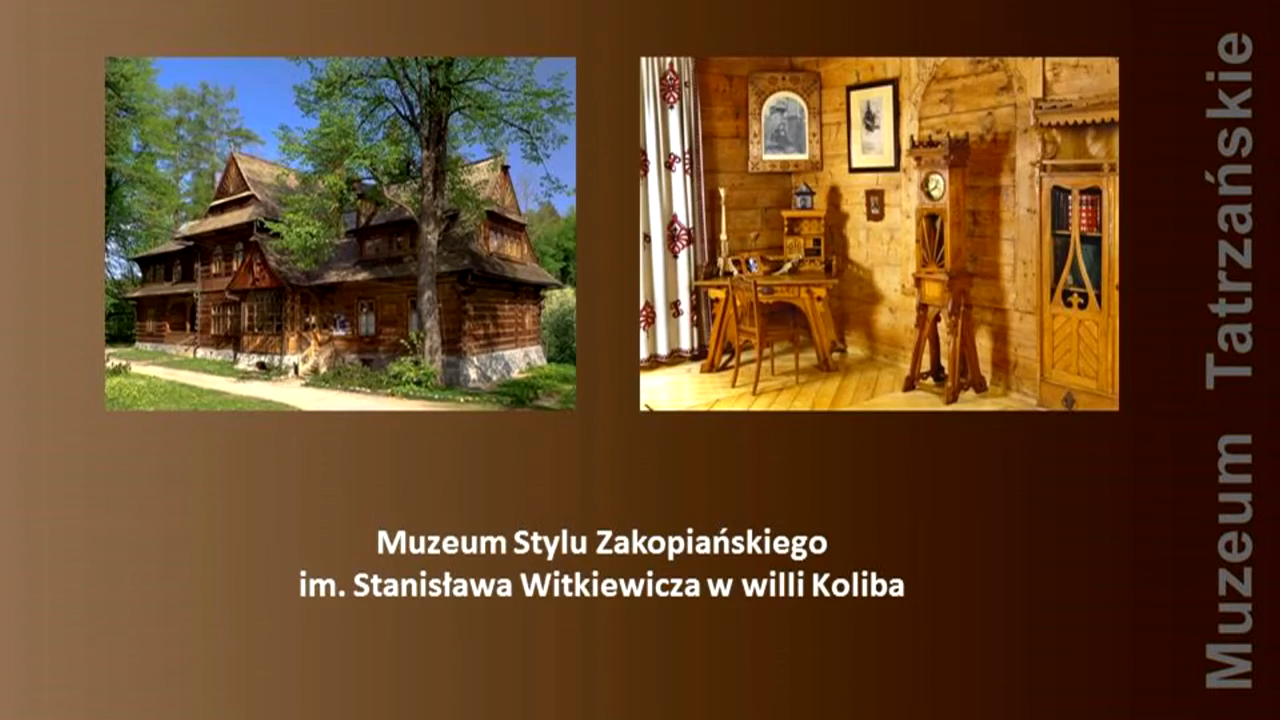 Muzeum Stylu Zakopiańskiego
im. Stanisława Witkiewicza w willi Koliba
Muzeum Tatrzańskie